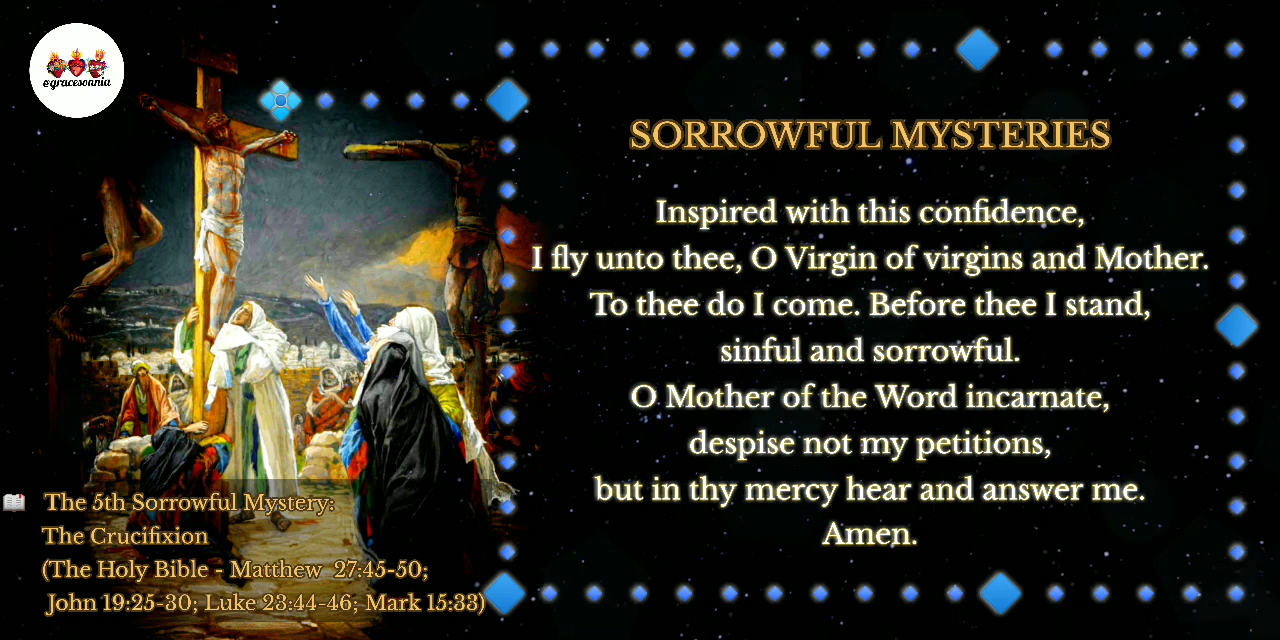 @gracesonnia
SORROWFUL MYSTERIES
Inspired with this confidence,
I fly unto thee, O Virgin of virgins and Mother.
To thee do I come. Before thee I stand,
sinful and sorrowful.
O Mother of the Word incarnate,
despise not my petitions,
but in thy mercy hear and answer me.
Amen.
The 5th Sorrowful Mystery:
The Crucifixion
(The Holy Bible - Matthew 27:45-50;
John 19:25-30; Luke 23:44-46; Mark 15:33)